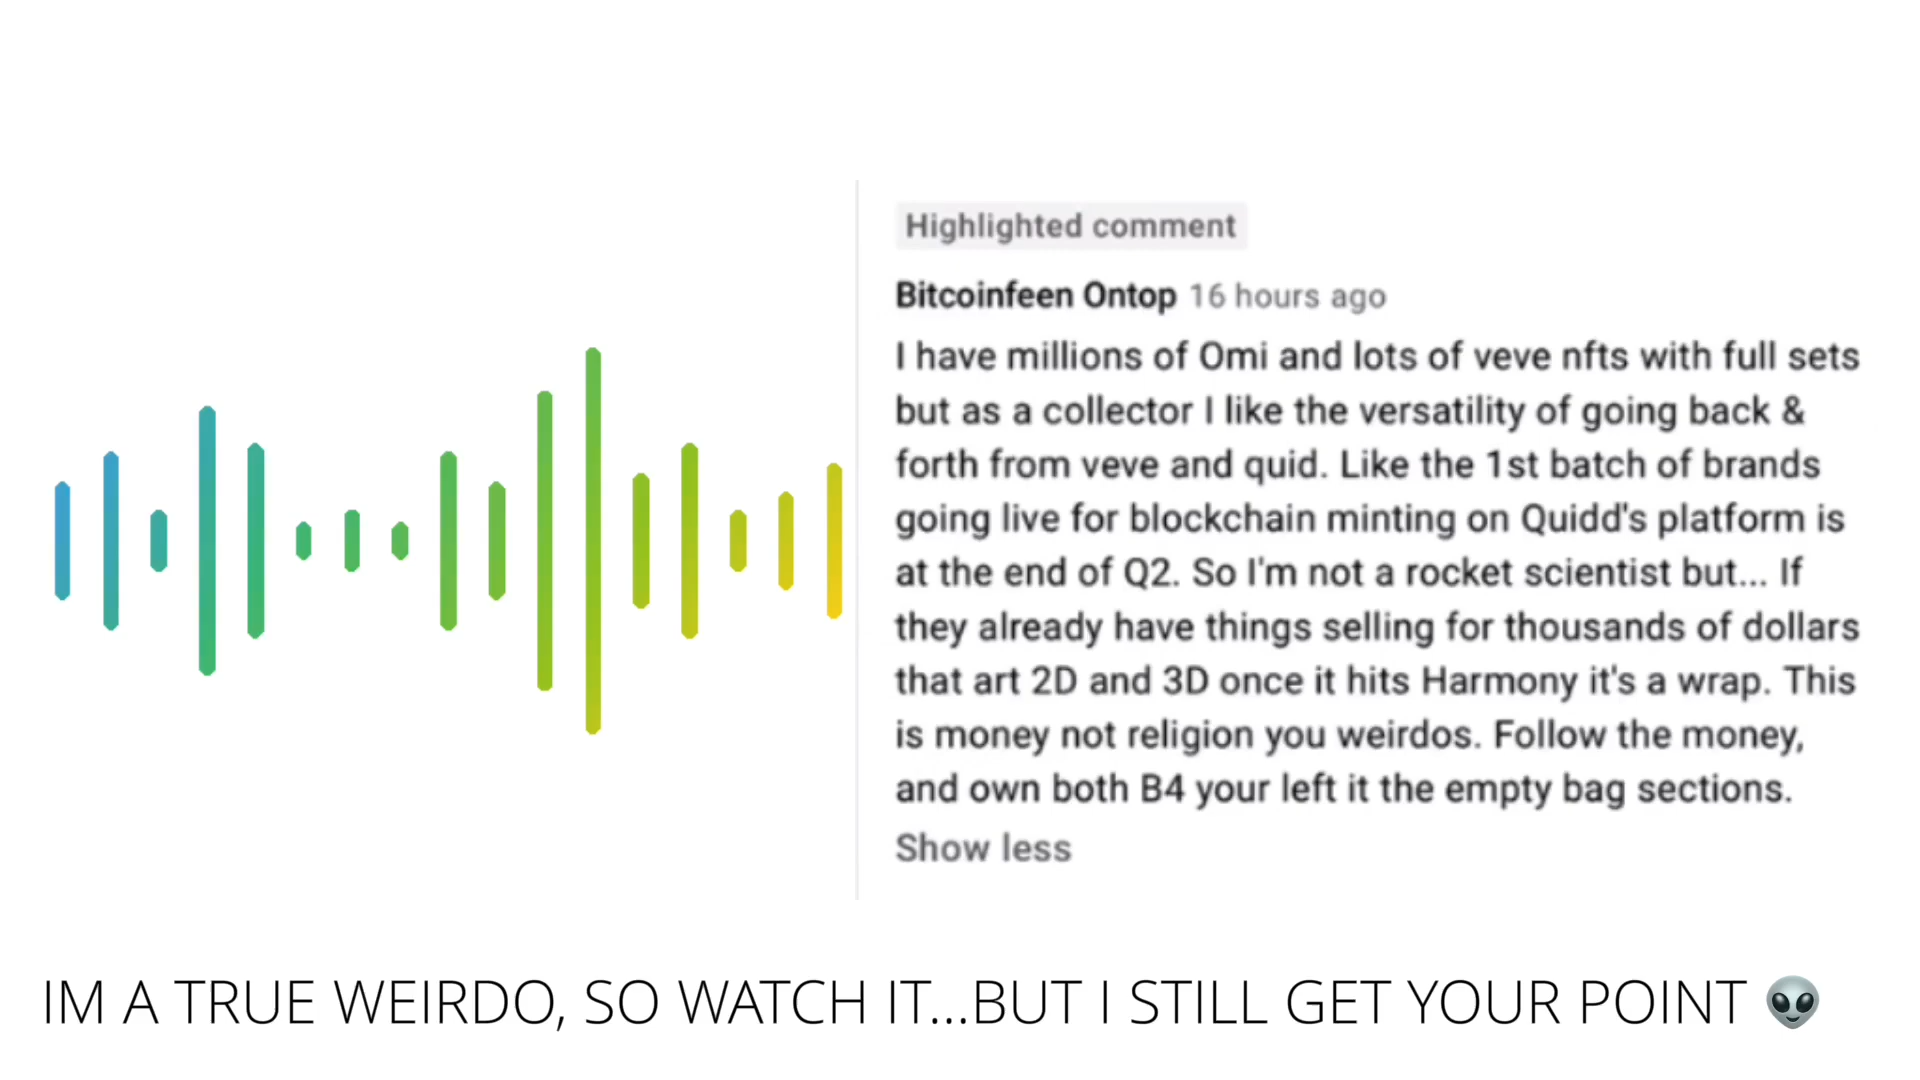 Highlighted comment
Bitcoinfeen Ontop 16 hours ago
I have millions of Omi and lots of veve nfts with full sets
but as a collector I like the versatility of going back &
forth from veve and quid. Like the 1st batch of brands
going live for blockchain minting on Quidd's platform is
at the end of Q2. So I'm not a rocket scientist but... If
they already have things selling for thousands of dollars
that art 2D and 3D once it hits Harmony it's a wrap. This
is money not religion you weirdos. Follow the money,
and own both B4 your left it the empty bag sections.
Show less
IM A TRUE WEIRDO, SO WATCH IT...BUT I STILL GET YOUR POINT 👽